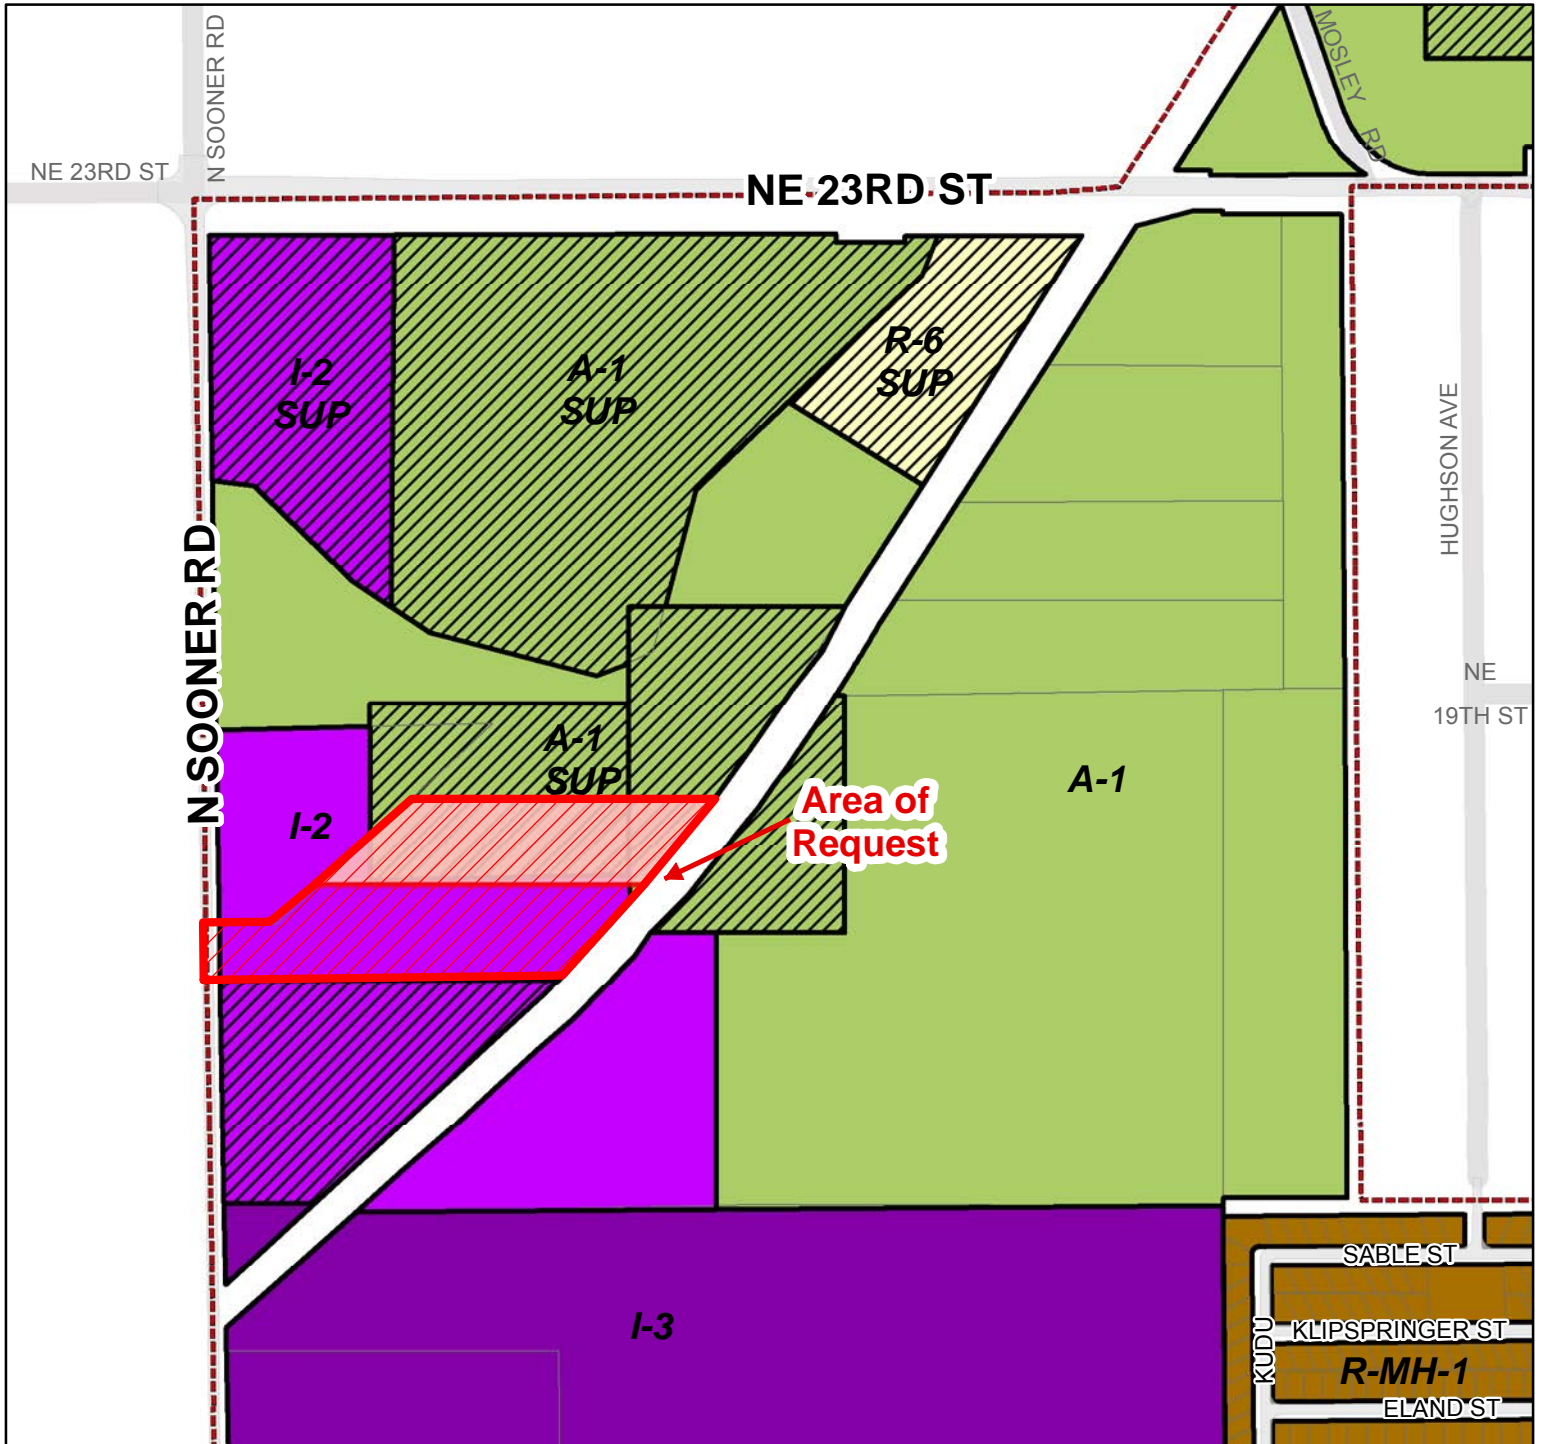 N SOONER RD
MOSLEY RD
NE 23RD ST
NE 23RD ST
I-2
SUP
A-1
SUP
R-6
SUP
HUGHSON AVE
N SOONER RD
NE
19TH ST
A-1
SUP
A-1
I-2
Area of
Request
SABLE ST
KLIPSPRINGER ST
KUDU
I-3
R-MH-1
ELAND ST